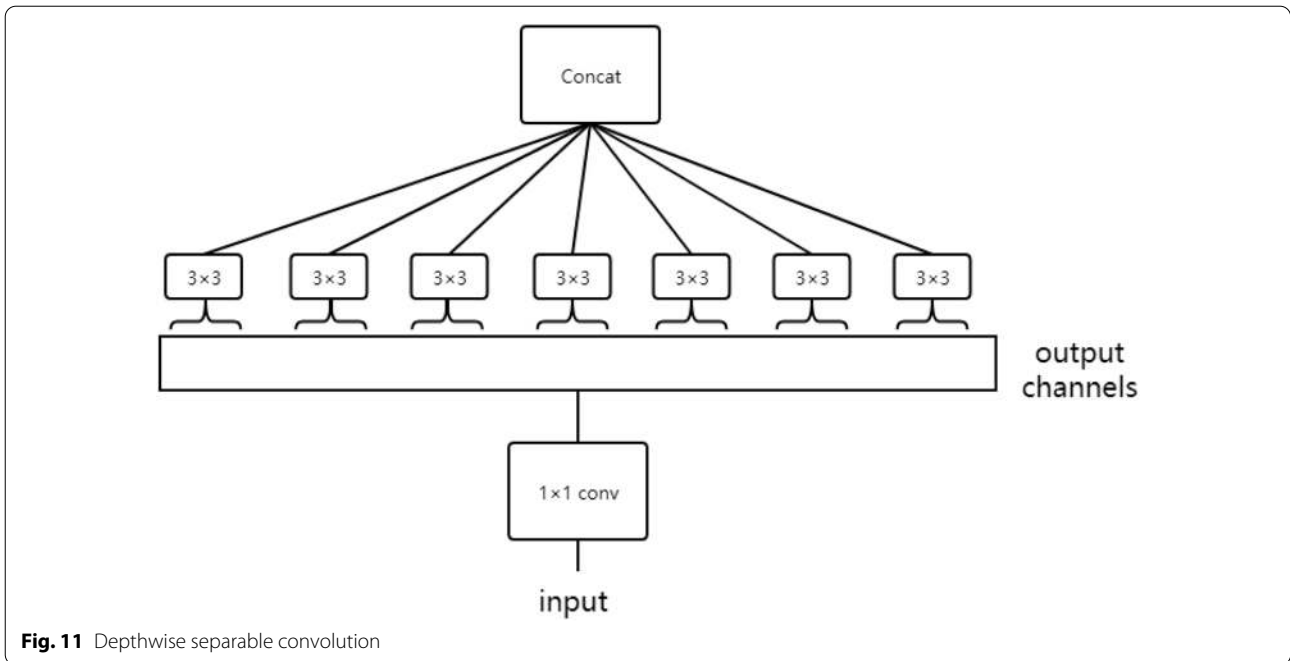 Concat
3×3 3×3 3×3 3×3 3×3 3×3 3×3
output
channels
1×1 conv
input
Fig. 11 Depthwise separable convolution